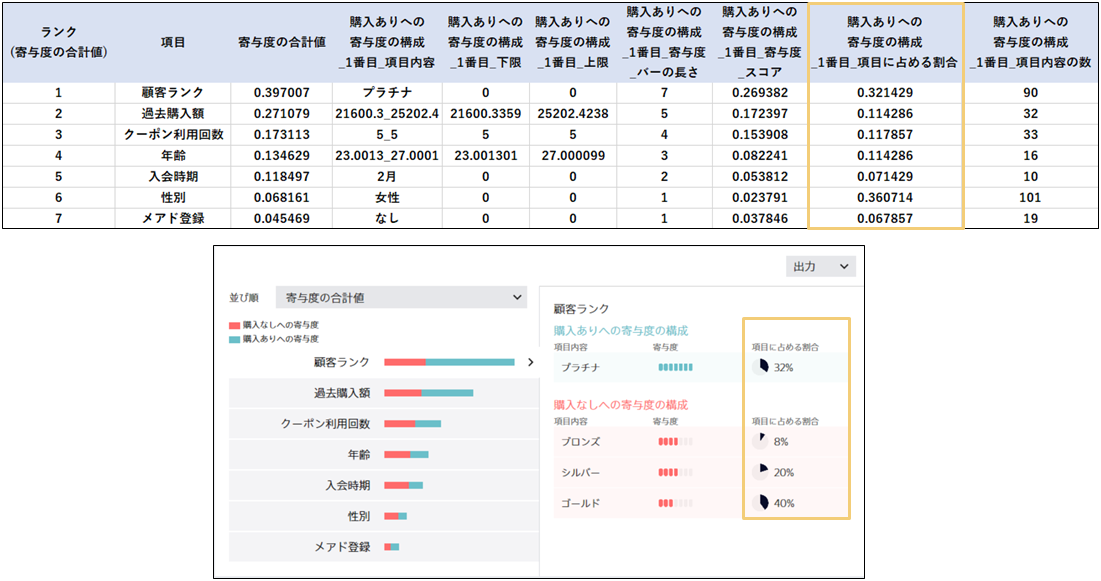 ランク
(寄与度の合計値)
項目
寄与度の合計値
購入ありへの
寄与度の構成
_1番目_項目内容
購入ありへの
寄与度の構成
_1番目_下限
購入ありへの
寄与度の構成
_1番目_上限
購入ありへの
寄与度の構成
_1番目_寄与度
_バーの長さ
購入ありへの
寄与度の構成
_1番目_寄与度
_スコア
購入ありへの
寄与度の構成
_1番目_項目に占める割合
購入ありへの
寄与度の構成
_1番目_項目内容の数
1 顧客ランク 0.397007 プラチナ 0 0 7 0.269382 0.321429 90
2 過去購入額 0.271079 21600.3_25202.4 21600.3359 25202.4238 5 0.172397 0.114286 32
3 クーポン利用回数 0.173113 5_5 5 5 4 0.153908 0.117857 33
4 年齢 0.134629 23.0013_27.0001 23.001301 27.000099 3 0.082241 0.114286 16
5 入会時期 0.118497 2月 0 0 2 0.053812 0.071429 10
6 性別 0.068161 女性 0 0 1 0.023791 0.360714 101
7 メアド登録 0.045469 なし 0 0 1 0.037846 0.067857 19
出力
並び順 寄与度の合計値
購入なしへの寄与度
購入ありへの寄与度
顧客ランク
過去購入額
クーポン利用回数
年齢
入会時期
性別
メアド登録
顧客ランク
購入ありへの寄与度の構成
項目内容 寄与度 項目に占める割合
プラチナ 32%
購入なしへの寄与度の構成
項目内容 寄与度 項目に占める割合
ブロンズ 8%
シルバー 20%
ゴールド 40%